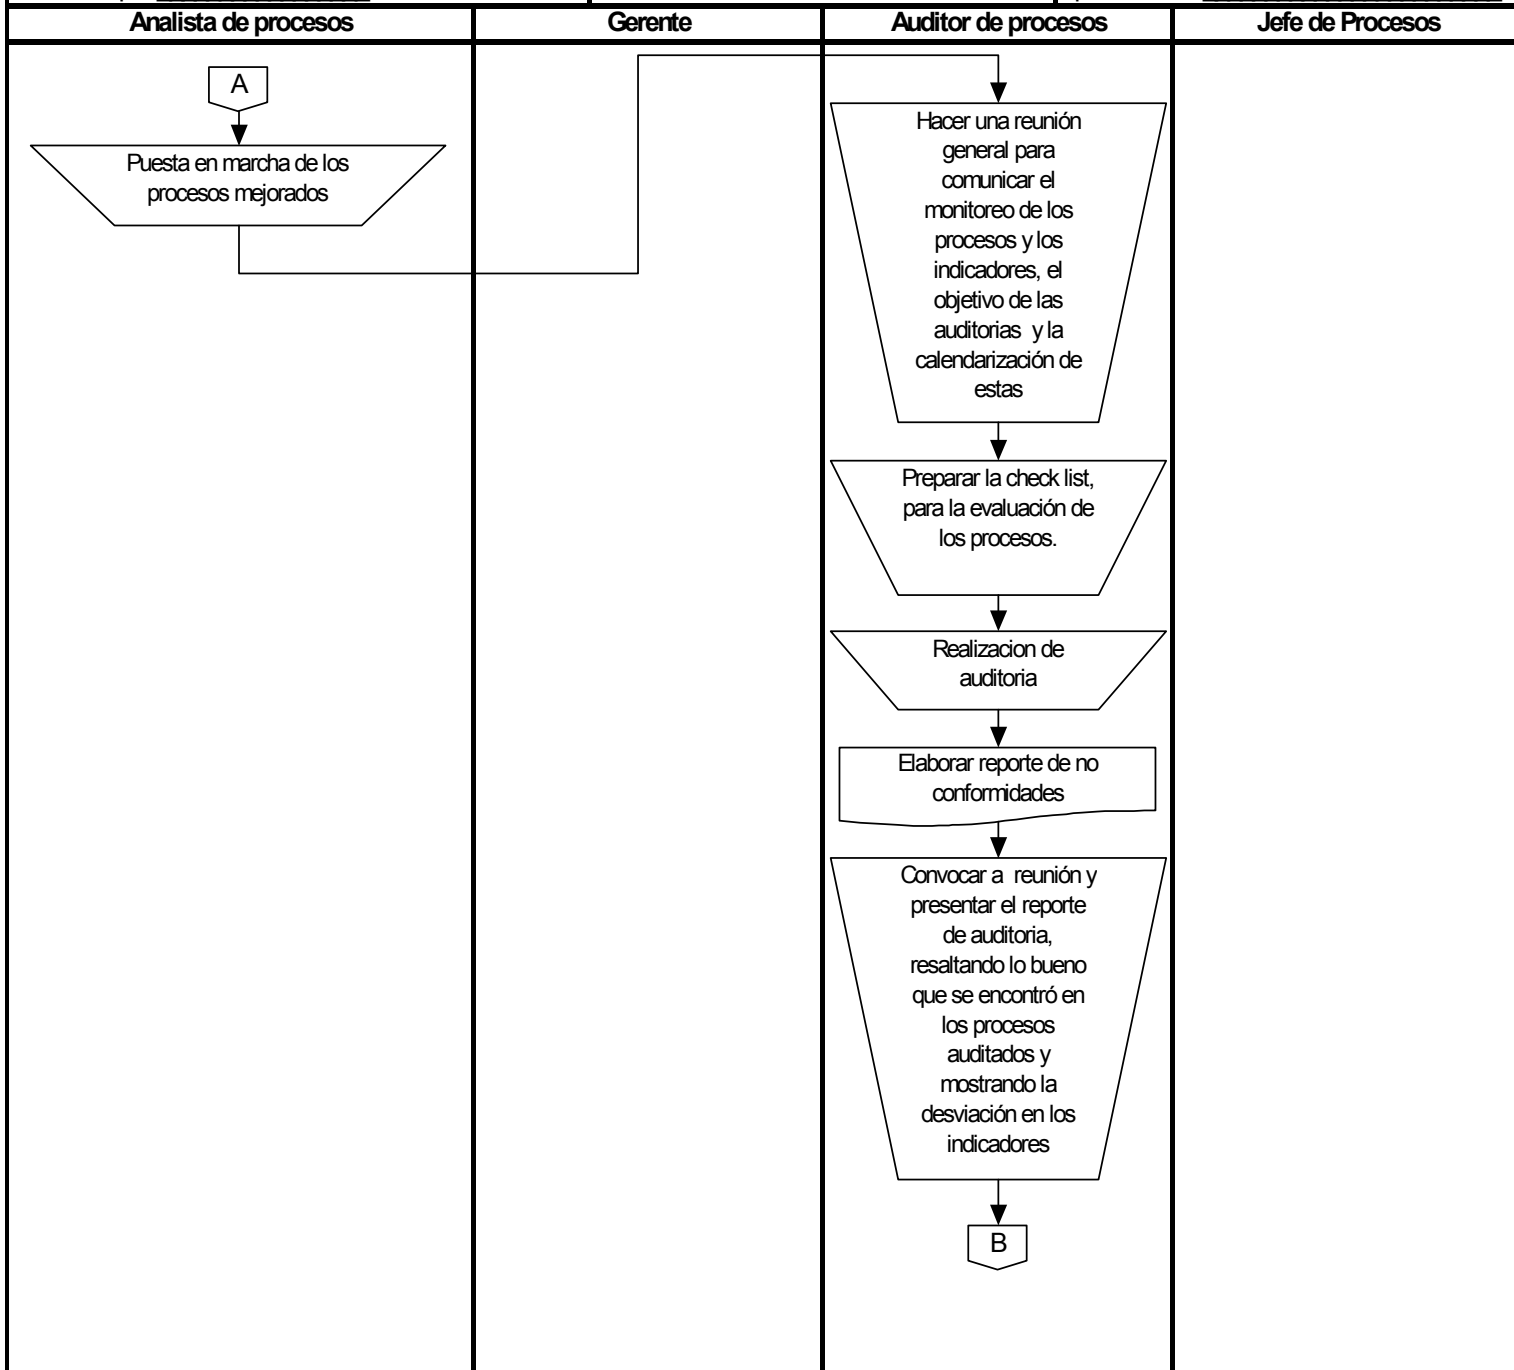 Analista de procesos
Gerente
Auditor de procesos
Jefe de Procesos
A
Puesta en marcha de los
procesos mejorados
Hacer una reunión
general para
comunicar el
monitoreo de los
procesos y los
indicadores, el
objetivo de las
auditorias y la
calendarización de
estas
Preparar la check list,
para la evaluación de
los procesos.
Realizacion de
auditoria
Elaborar reporte de no
conformidades
Convocar a reunión y
presentar el reporte
de auditoria,
resaltando lo bueno
que se encontró en
los procesos
auditados y
mostrando la
desviación en los
indicadores
B